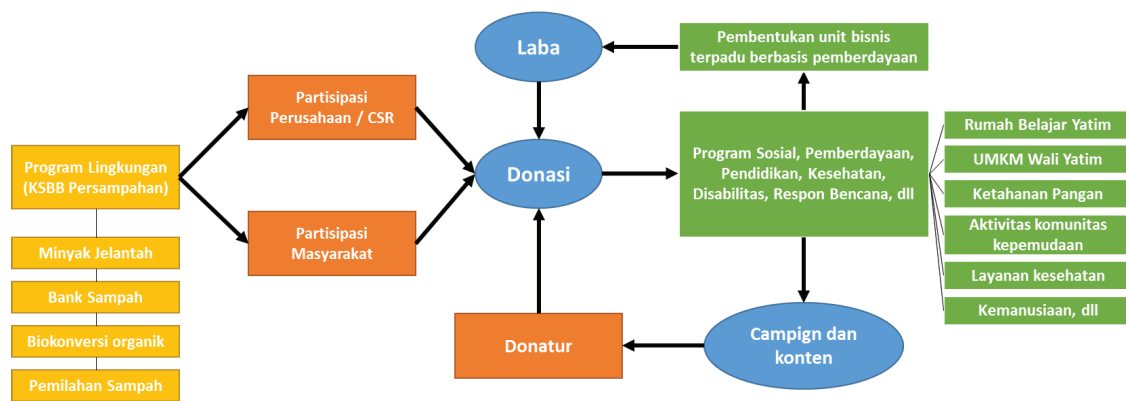 Program Lingkungan
(KSBB Persampahan)
Minyak Jelantah
Bank Sampah
Biokonversi organik
Pemilahan Sampah
Partisipasi
Perusahaan / CSR
Partisipasi
Masyarakat
Laba
Donasi
Donatur
Pembentukan unit bisnis
terpadu berbasis pemberdayaan
Program Sosial, Pemberdayaan,
Pendidikan, Kesehatan,
Disabilitas, Respon Bencana, dll
Campign dan
konten
Rumah Belajar Yatim
UMKM Wali Yatim
Ketahanan Pangan
Aktivitas komunitas
kepemudaan
Layanan kesehatan
Kemanusiaan, dll